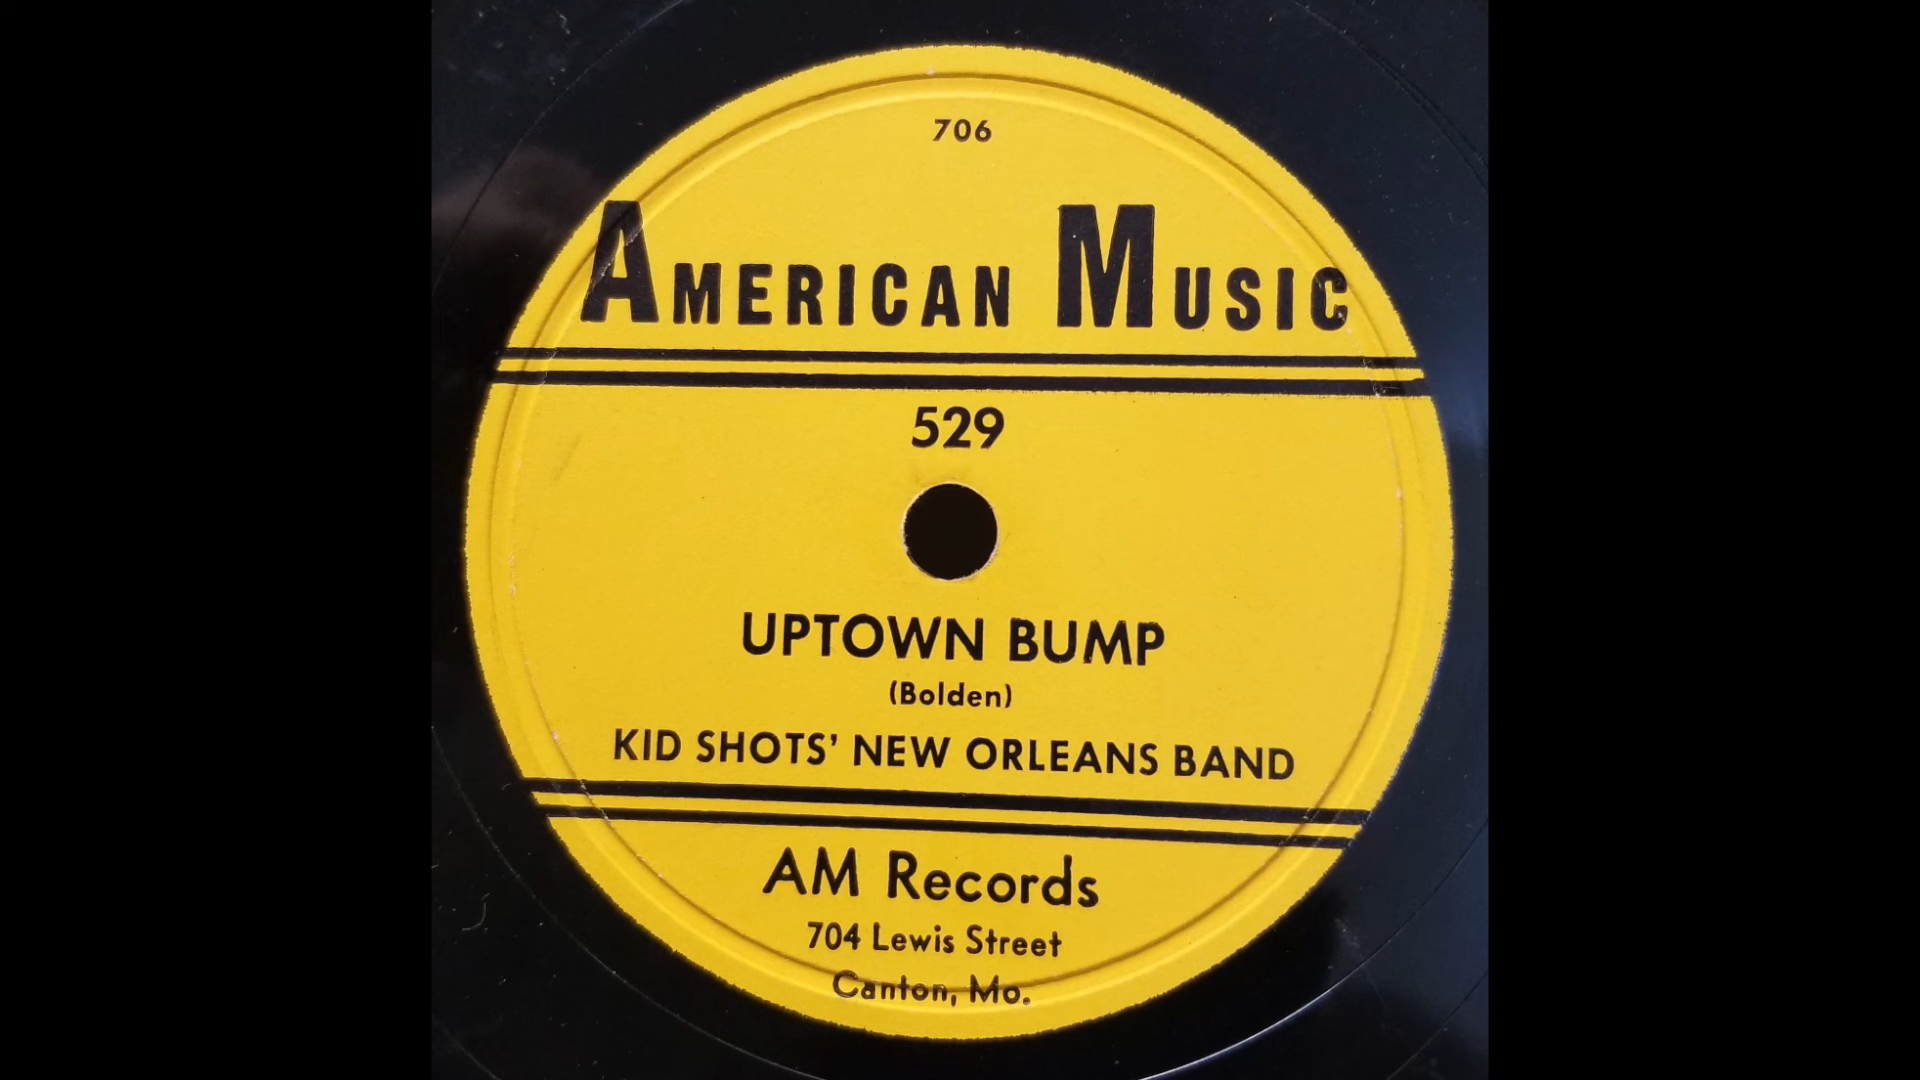 706
AMERICAN MUSIC
529
UPTOWN BUMP
(Bolden)
KID SHOTS' NEW ORLEANS BAND
AM Records
704 Lewis Street
Canton, Mo.